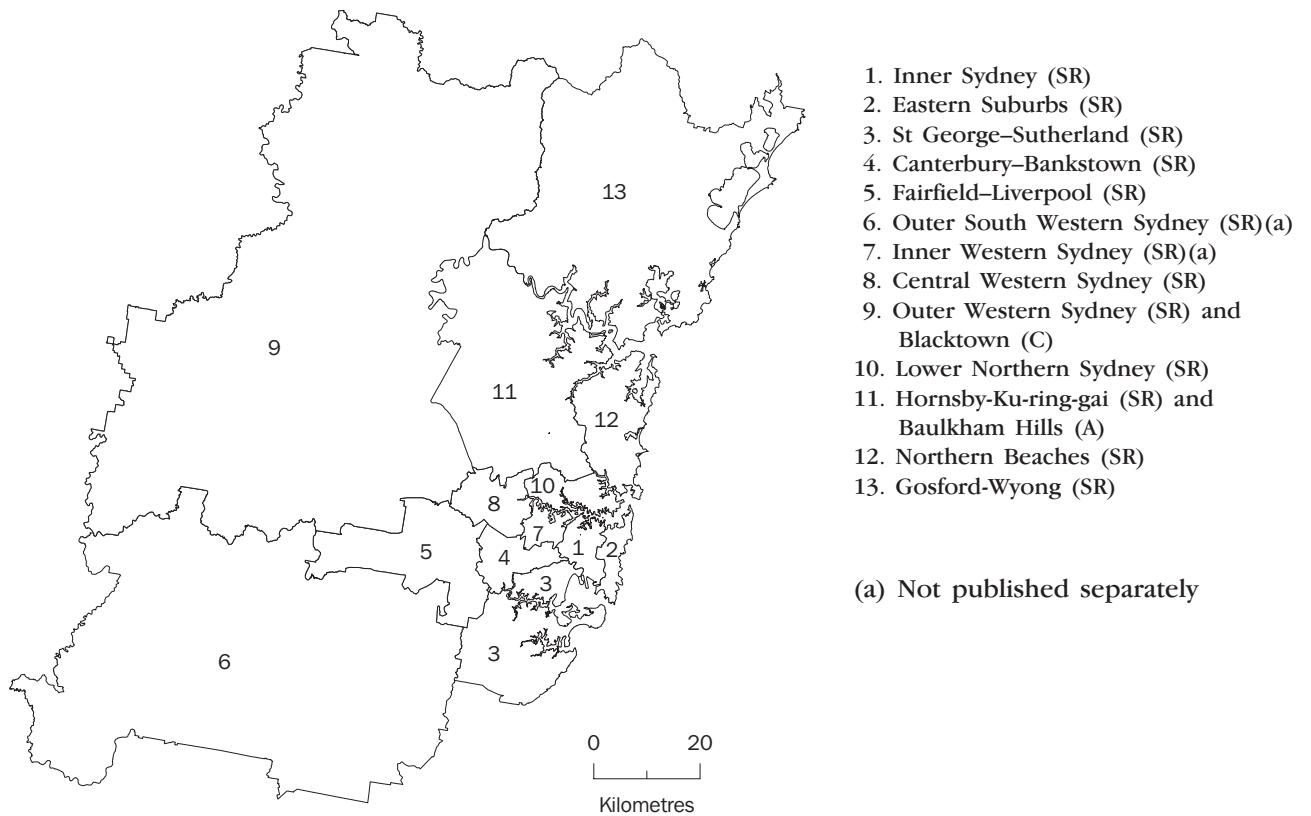 13
9
11
12
10
8
7
1
2
5
4
3
3
6
0 20
Kilometres
1. Inner Sydney (SR)
2. Eastern Suburbs (SR)
3. St George–Sutherland (SR)
4. Canterbury–Bankstown (SR)
5. Fairfield–Liverpool (SR)
6. Outer South Western Sydney (SR)(a)
7. Inner Western Sydney (SR)(a)
8. Central Western Sydney (SR)
9. Outer Western Sydney (SR) and
Blacktown (C)
10. Lower Northern Sydney (SR)
11. Hornsby-Ku-ring-gai (SR) and
Baulkham Hills (A)
12. Northern Beaches (SR)
13. Gosford-Wyong (SR)
(a) Not published separately